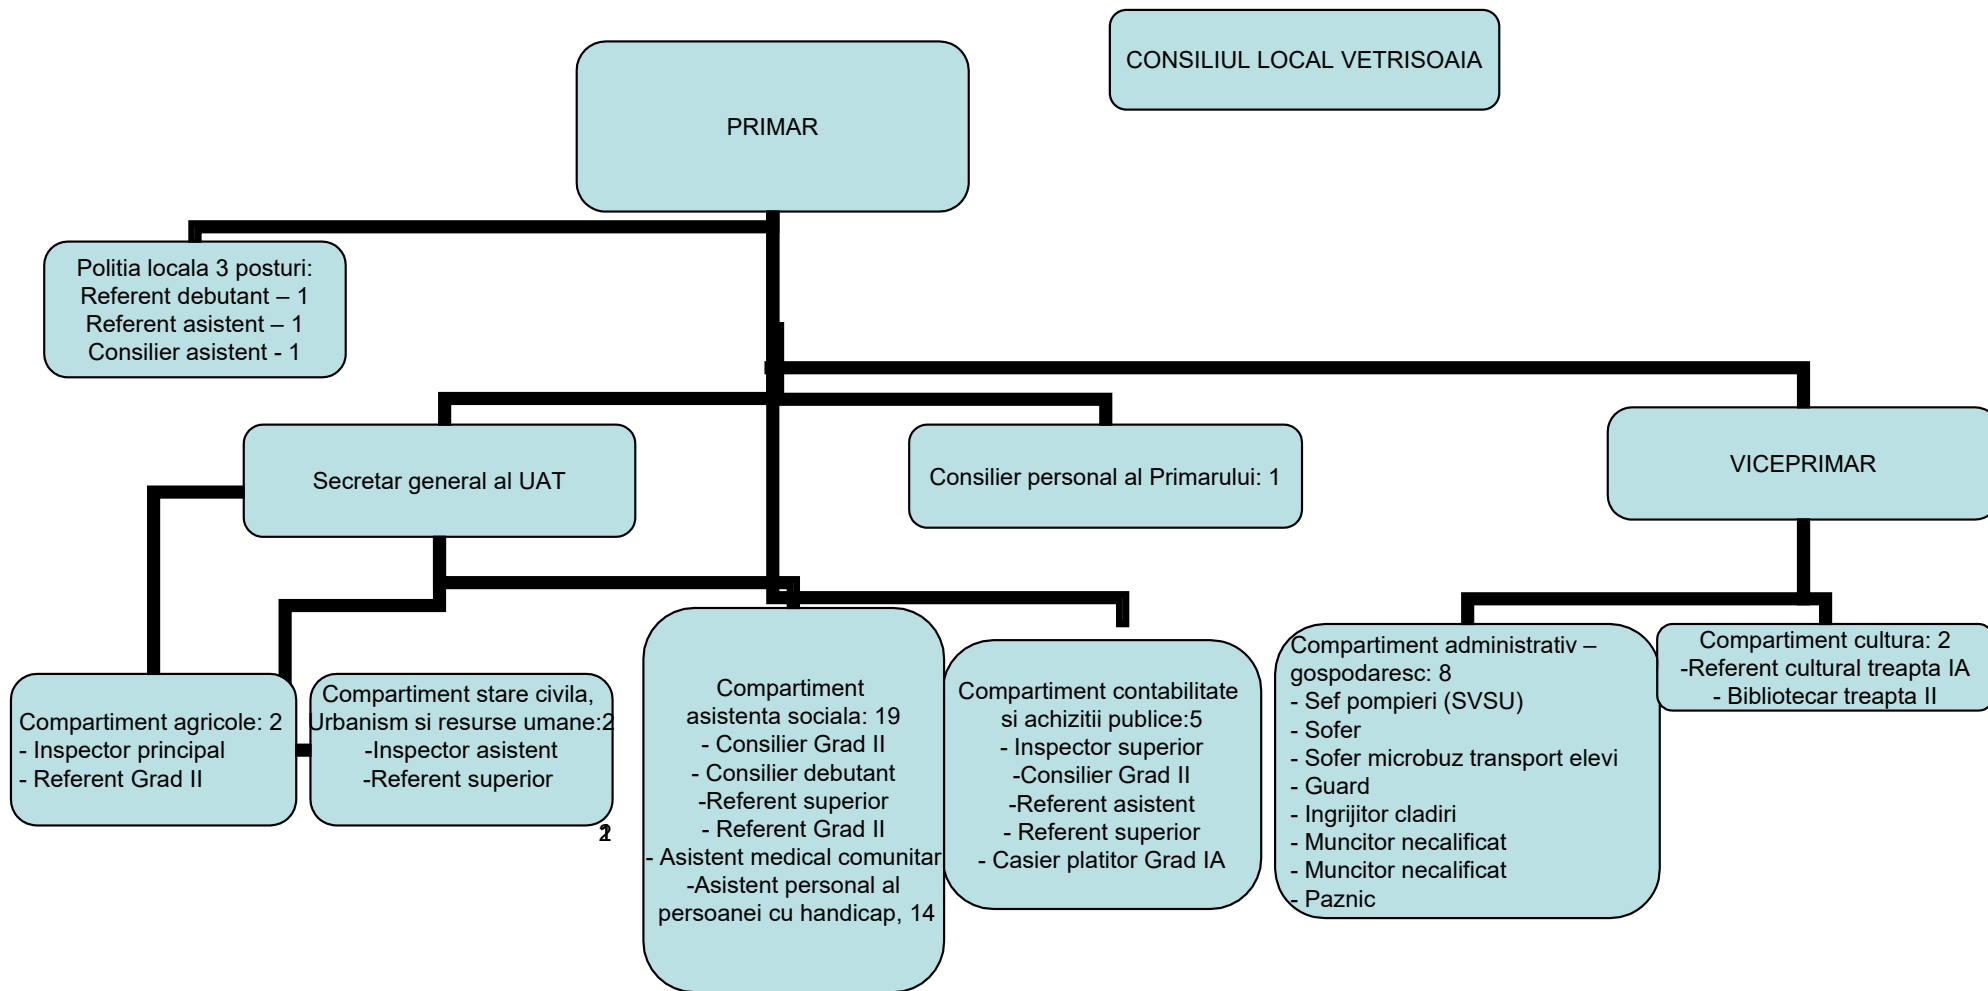 CONSILIUL LOCAL VETRISOAIA
PRIMAR
Politia locala 3 posturi:
Referent debutant – 1
Referent asistent – 1
Consilier asistent - 1
Secretar general al UAT
Consilier personal al Primarului: 1
VICEPRIMAR
Compartiment agricole: 2
- Inspector principal
- Referent Grad II
Compartiment stare civila,
Urbanism si resurse umane:2
-Inspector asistent
-Referent superior
Compartiment
asistenta sociala: 19
- Consilier Grad II
- Consilier debutant
-Referent superior
- Referent Grad II
- Asistent medical comunitar
-Asistent personal al
persoanei cu handicap, 14
Compartiment contabilitate
si achizitii publice:5
- Inspector superior
-Consilier Grad II
-Referent asistent
- Referent superior
- Casier platitor Grad IA
Compartiment administrativ –
gospodaresc: 8
- Sef pompieri (SVSU)
- Sofer
- Sofer microbuz transport elevi
- Guard
- Ingrijitor cladiri
- Muncitor necalificat
- Muncitor necalificat
- Paznic
Compartiment cultura: 2
-Referent cultural treapta IA
- Bibliotecar treapta II